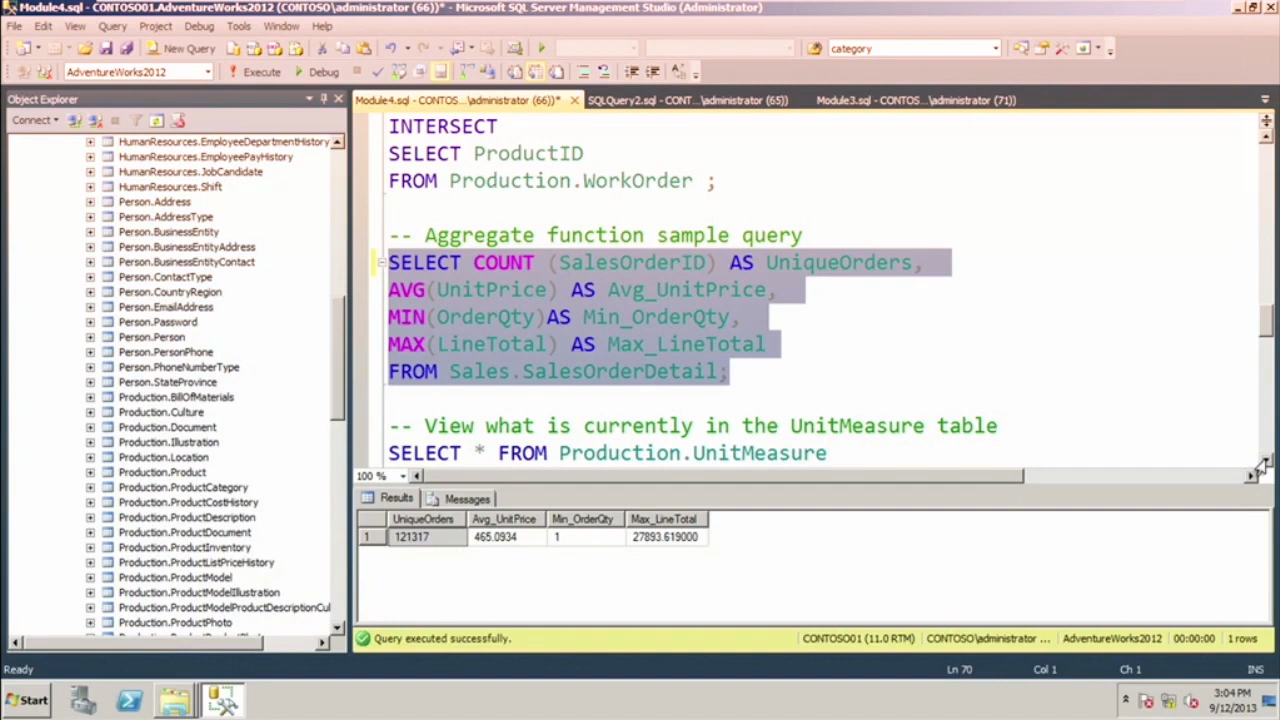 Module4.sql - CONTOSO01.AdventureWorks2012 (CONTOSO\administrator (66))* - Microsoft SQL Server Management Studio (Administrator)
File Edit View Query Project Debug Tools Window Help
New Query category
AdventureWorks2012 Execute Debug
Object Explorer
Module4.sql - CONTOS...\administrator (66))* SQLQuery2.sql - CONT...\administrator (65)) Module3.sql - CONTOS...\administrator (71))
Connect
HumanResources.EmployeeDepartmentHistory
HumanResources.EmployeePayHistory
HumanResources.JobCandidate
HumanResources.Shift
Person.Address
Person.AddressType
Person.BusinessEntity
Person.BusinessEntityAddress
Person.BusinessEntityContact
Person.ContactType
Person.CountryRegion
Person.EmailAddress
Person.Password
Person.Person
Person.PersonPhone
Person.PhoneNumberType
Person.StateProvince
Production.BillOfMaterials
Production.Culture
Production.Document
Production.Illustration
Production.Location
Production.Product
Production.ProductCategory
Production.ProductCostHistory
Production.ProductDescription
Production.ProductDocument
Production.ProductInventory
Production.ProductListPriceHistory
Production.ProductModel
Production.ProductModelIllustration
Production.ProductModelProductDescriptionCul
Production.ProductPhoto
INTERSECT
SELECT ProductID
FROM Production.WorkOrder ;
-- Aggregate function sample query
SELECT COUNT (SalesOrderID) AS UniqueOrders,
AVG(UnitPrice) AS Avg_UnitPrice,
MIN(OrderQty)AS Min_OrderQty,
MAX(LineTotal) AS Max_LineTotal
FROM Sales.SalesOrderDetail;
-- View what is currently in the UnitMeasure table
SELECT * FROM Production.UnitMeasure
100 %
Results Messages
UniqueOrders Avg_UnitPrice Min_OrderQty Max_LineTotal
1 121317 465.0934 1 27893.619000
Query executed successfully. CONTOSO01 (11.0 RTM) CONTOSO\administrator ... AdventureWorks2012 00:00:00 1 rows
Ready Ln 70 Col 1 Ch 1 INS
Start 3:04 PM
9/12/2013